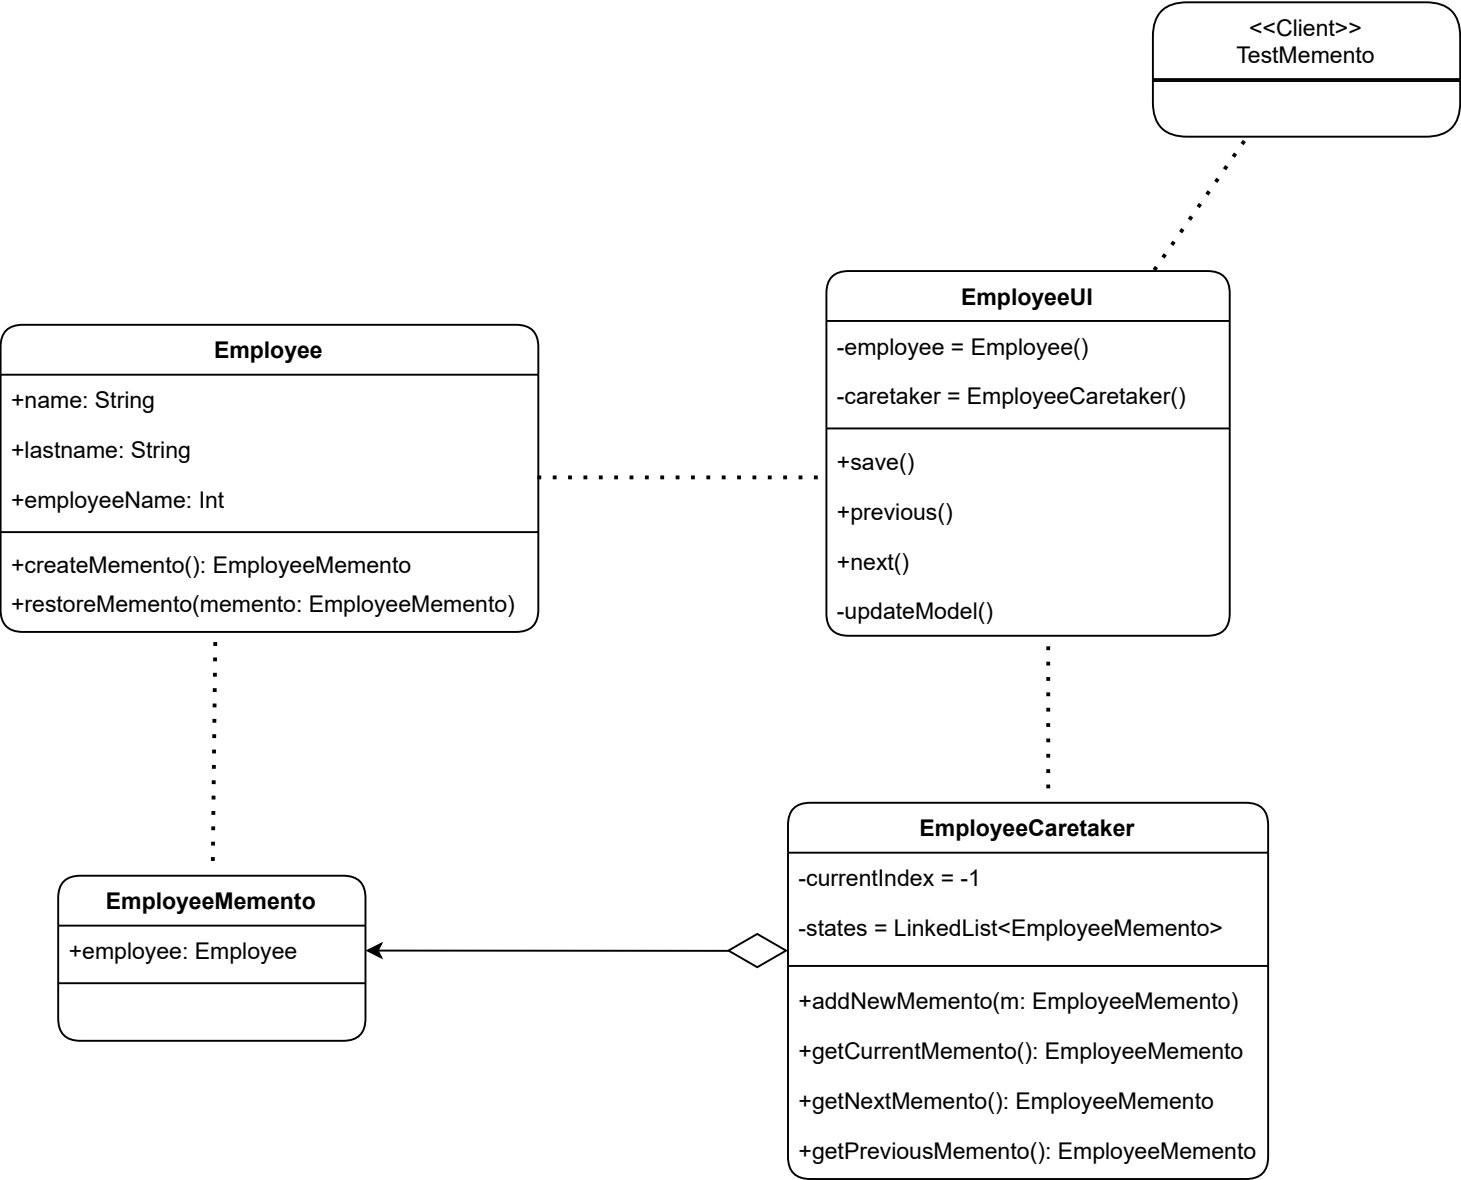 <<Client>>
TestMemento
EmployeeUI
-employee = Employee()
-caretaker = EmployeeCaretaker()
+save()
+previous()
+next()
-updateModel()
Employee
+name: String
+lastname: String
+employeeName: Int
+createMemento(): EmployeeMemento
+restoreMemento(memento: EmployeeMemento)
EmployeeMemento
+employee: Employee
EmployeeCaretaker
-currentIndex = -1
-states = LinkedList<EmployeeMemento>
+addNewMemento(m: EmployeeMemento)
+getCurrentMemento(): EmployeeMemento
+getNextMemento(): EmployeeMemento
+getPreviousMemento(): EmployeeMemento